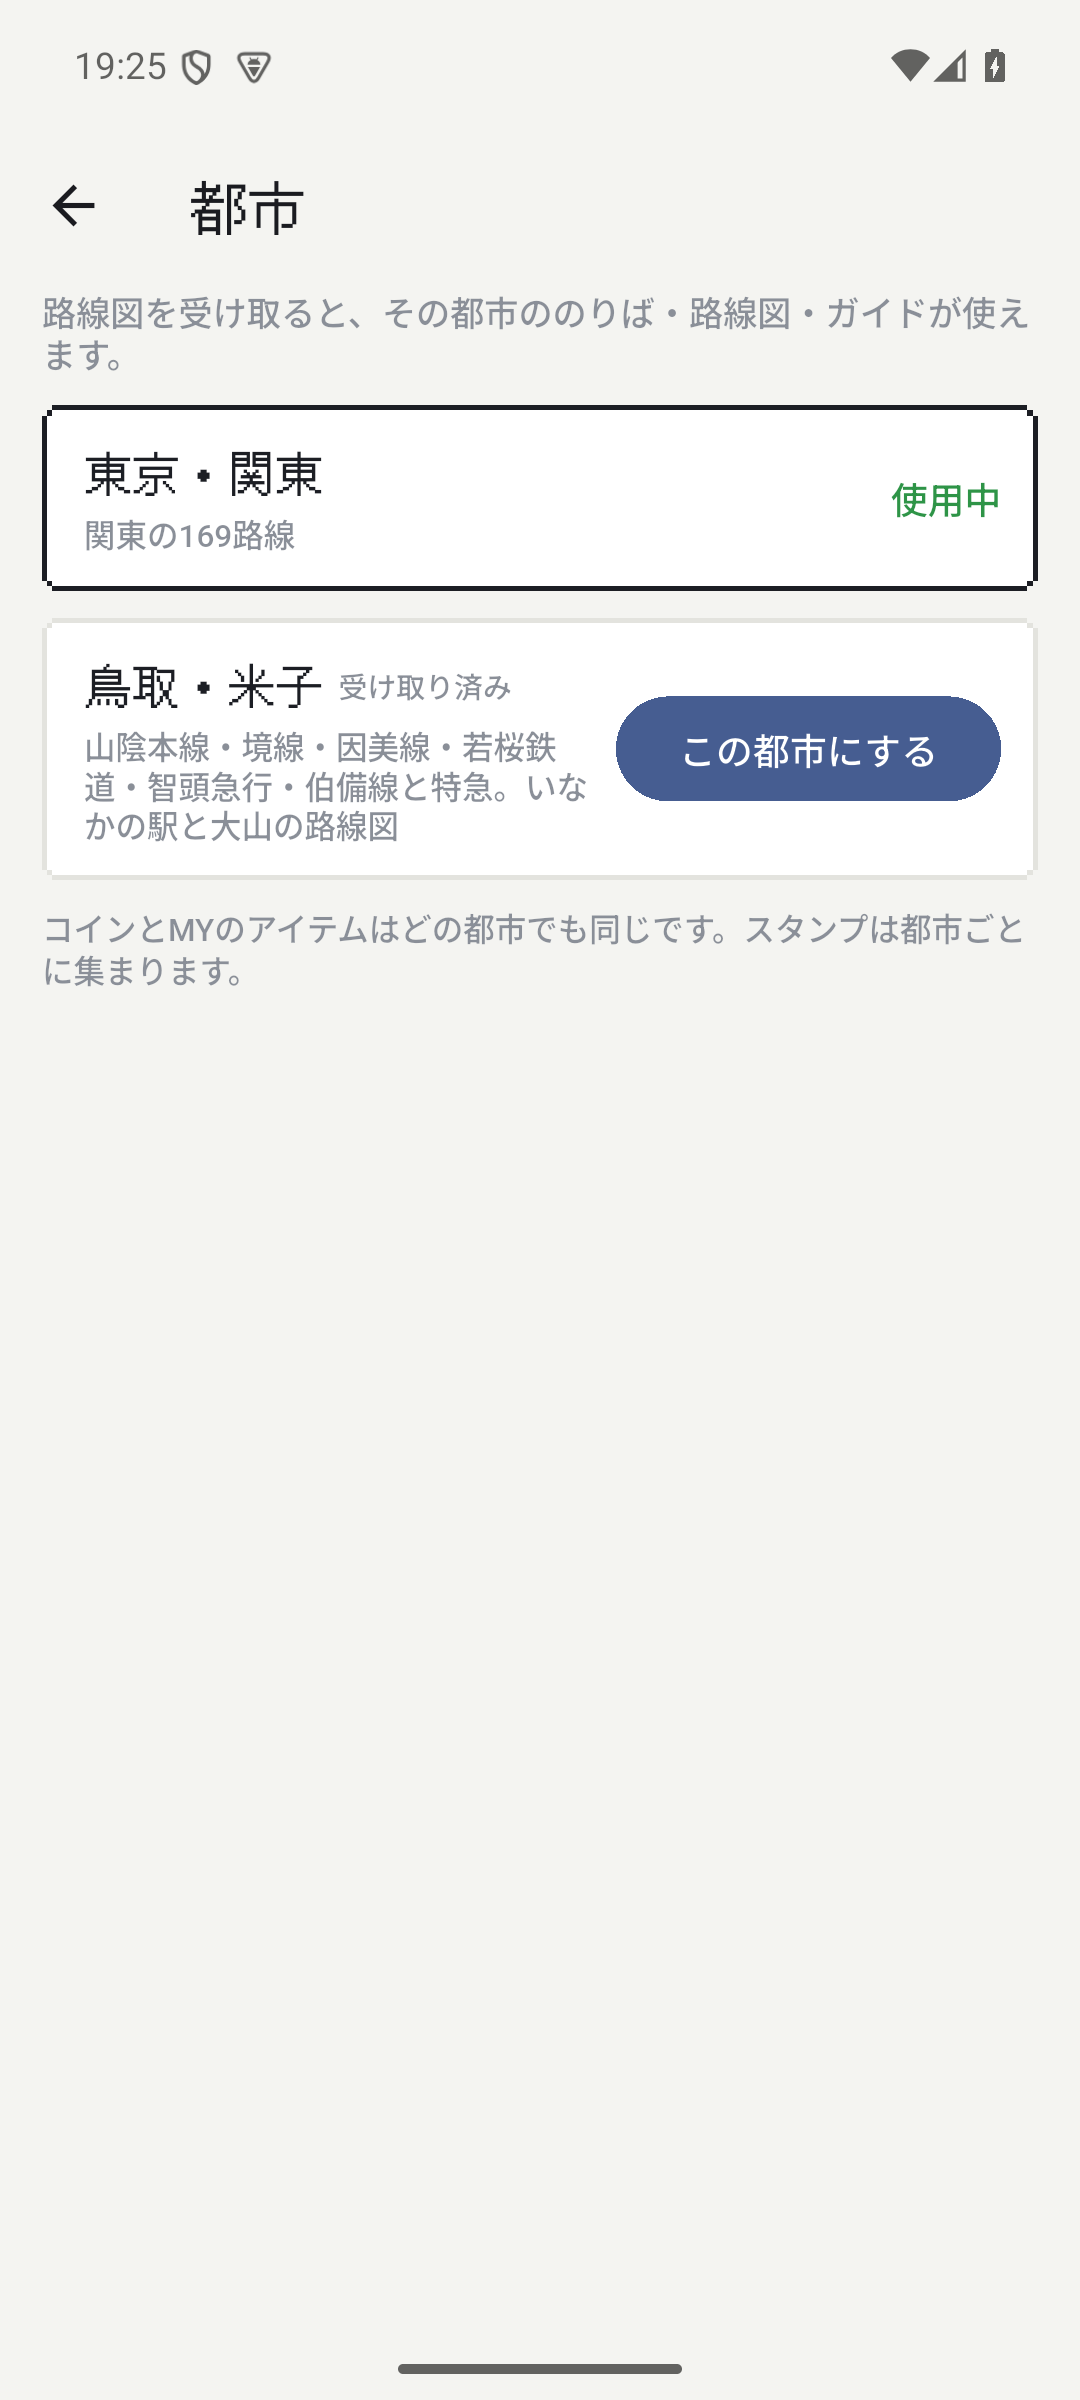 19:25
都市
路線図を受け取ると、その都市ののりば・路線図・ガイドが使え
ます。
東京・関東
関東の169路線
使用中
鳥取・米子 受け取り済み
山陰本線・境線・因美線・若桜鉄
道・智頭急行・伯備線と特急。いな
かの駅と大山の路線図
この都市にする
コインとMYのアイテムはどの都市でも同じです。スタンプは都市ごと
に集まります。